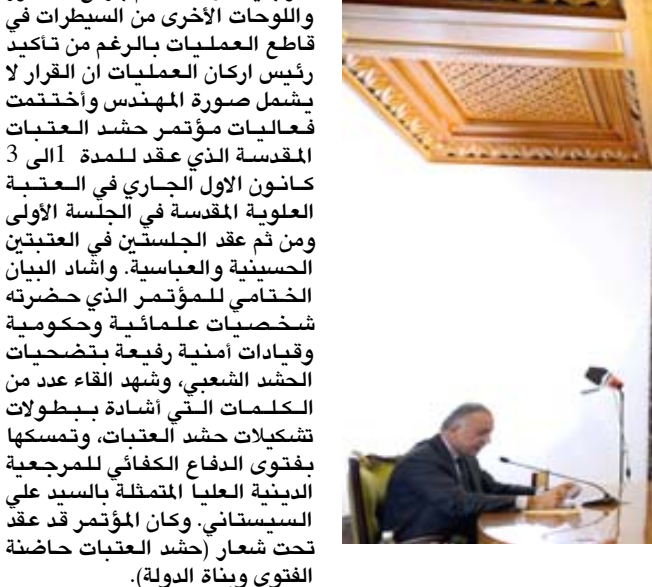 واللوحات الأخرى من السيطرات في
قاطع العمليات بالرغم من تأكيد
رئيس اركان العمليات ان القرار لا
يشمل صورة المهندس وأختتمت
فعاليات مؤتمر حشد العتبات
المقدسة الذي عقد للمدة 1الى 3
كانون الاول الجاري في العتبة
العلوية المقدسة في الجلسة الأولى
ومن ثم عقد الجلستين في العتبتين
الحسينية والعباسية. واشاد البيان
الختامي للمؤتمر الذي حضرته
شخصيات علمائية وحكومية
وقيادات أمنية رفيعة بتضحيات
الحشد الشعبي، وشهد القاء عدد من
الكلمات التي أشادة ببطولات
تشكيلات حشد العتبات، وتمسكها
بفتوى الدفاع الكفائي للمرجعية
الدينية العليا المتمثلة بالسيد علي
السيستاني. وكان المؤتمر قد عقد
تحت شعار (حشد العتبات حاضنة
الفتوى وبناة الدولة).